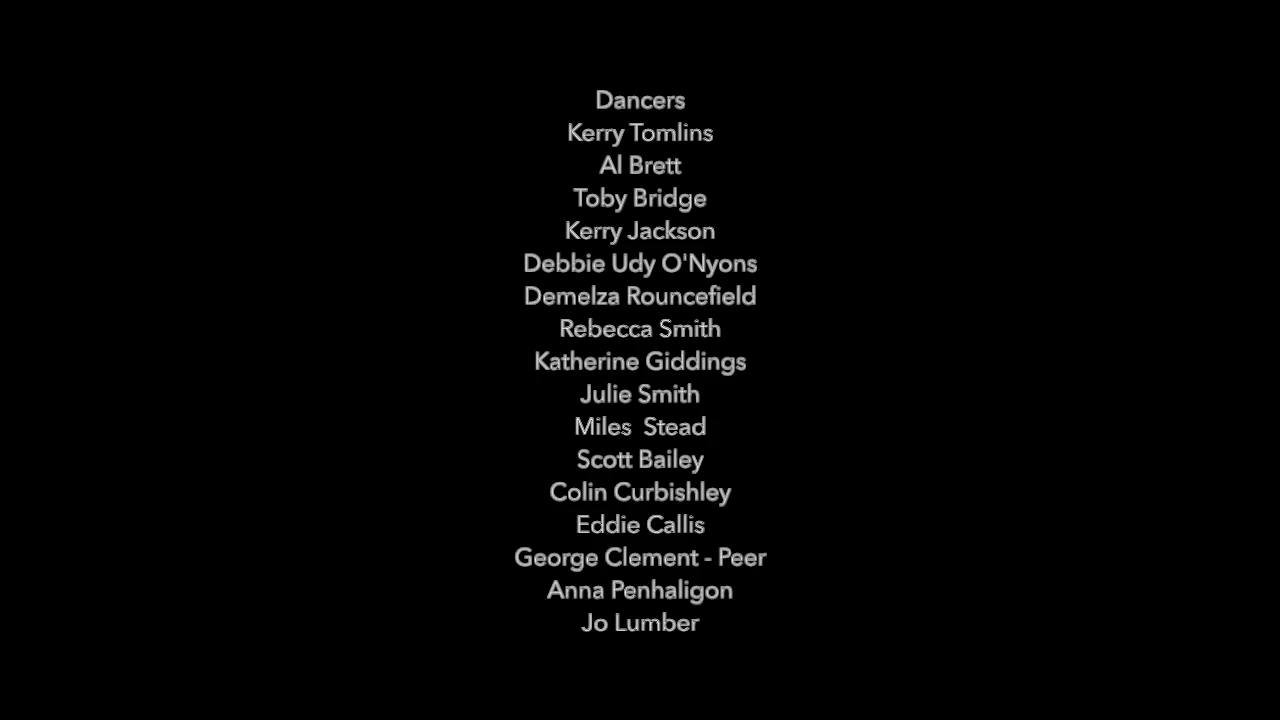 Dancers
Kerry Tomlins
Al Brett
Toby Bridge
Kerry Jackson
Debbie Udy O'Nyons
Demelza Rouncefield
Rebecca Smith
Katherine Giddings
Julie Smith
Miles  Stead
Scott Bailey
Colin Curbishley
Eddie Callis
George Clement - Peer
Anna Penhaligon
Jo Lumber